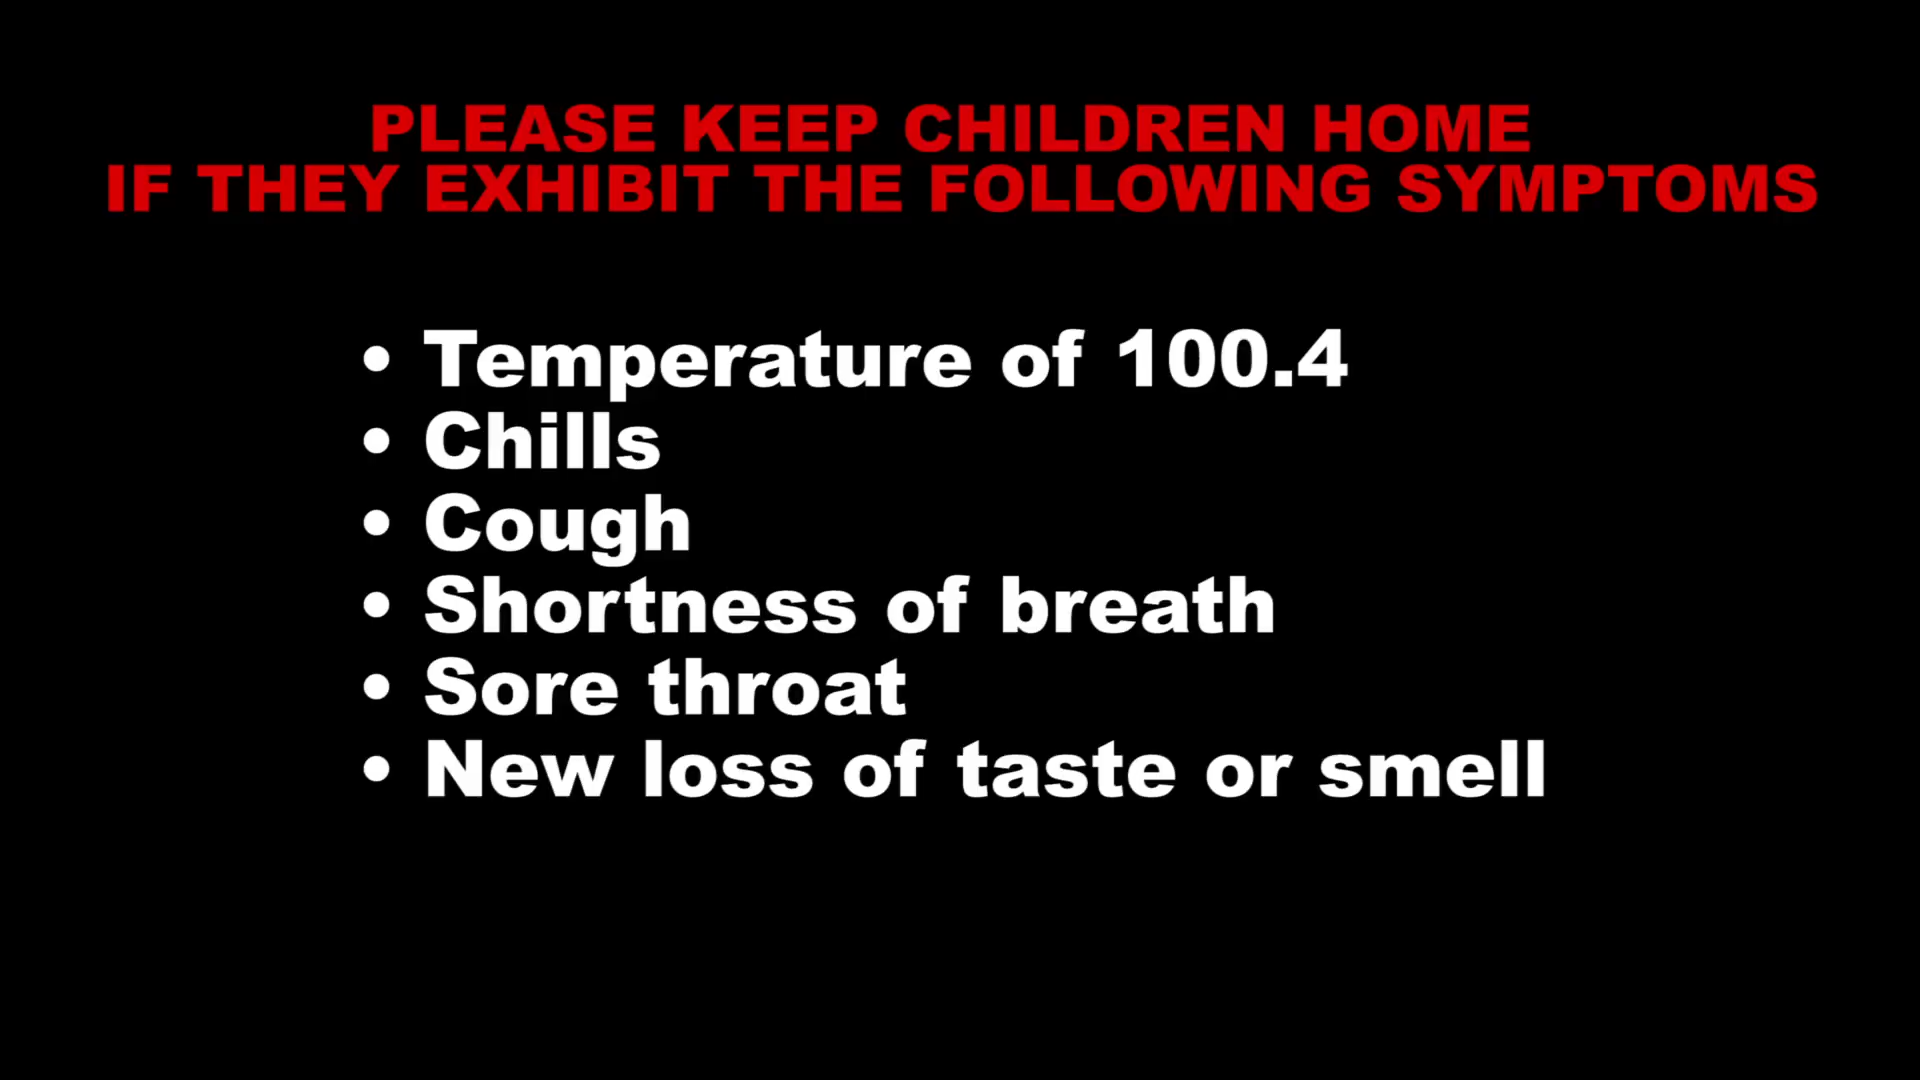 PLEASE KEEP CHILDREN HOME
IF THEY EXHIBIT THE FOLLOWING SYMPTOMS
• Temperature of 100.4
• Chills
• Cough
• Shortness of breath
• Sore throat
• New loss of taste or smell